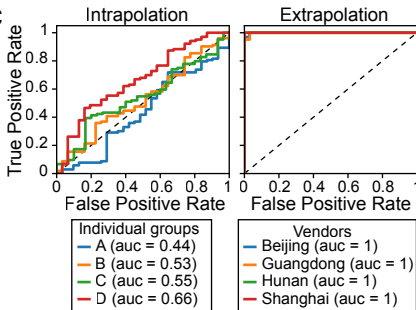 Intrapolation
Extrapolation
True Positive Rate
1
0.8
0.6
0.4
0.2
0
0 0.2 0.4 0.6 0.8 1
0 0.2 0.4 0.6 0.8 1
False Positive Rate
False Positive Rate
Individual groups
A (auc = 0.44)
B (auc = 0.53)
C (auc = 0.55)
D (auc = 0.66)
Vendors
Beijing (auc = 1)
Guangdong (auc = 1)
Hunan (auc = 1)
Shanghai (auc = 1)